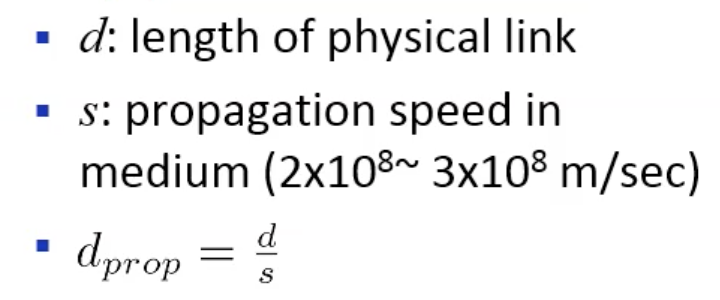 ▪ d: length of physical link
▪ s: propagation speed in
medium (2x10⁸~ 3x10⁸ m/sec)
▪ d_prop = d/s